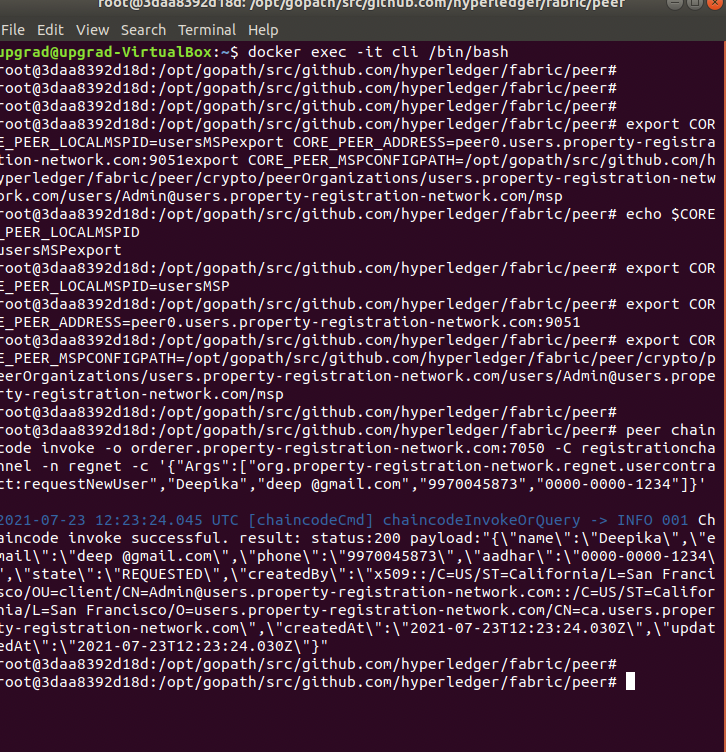 root@3daa8392d18d: /opt/gopath/src/github.com/hyperledger/fabric/peer
File Edit View Search Terminal Help
upgrad@upgrad-VirtualBox:~$ docker exec -it cli /bin/bash
root@3daa8392d18d:/opt/gopath/src/github.com/hyperledger/fabric/peer#
root@3daa8392d18d:/opt/gopath/src/github.com/hyperledger/fabric/peer#
root@3daa8392d18d:/opt/gopath/src/github.com/hyperledger/fabric/peer#
root@3daa8392d18d:/opt/gopath/src/github.com/hyperledger/fabric/peer# export COR
E_PEER_LOCALMSPID=usersMSPexport CORE_PEER_ADDRESS=peer0.users.property-registra
tion-network.com:9051export CORE_PEER_MSPCONFIGPATH=/opt/gopath/src/github.com/h
yperledger/fabric/peer/crypto/peerOrganizations/users.property-registration-netw
ork.com/users/Admin@users.property-registration-network.com/msp
root@3daa8392d18d:/opt/gopath/src/github.com/hyperledger/fabric/peer# echo $CORE
_PEER_LOCALMSPID
usersMSPexport
root@3daa8392d18d:/opt/gopath/src/github.com/hyperledger/fabric/peer# export COR
E_PEER_LOCALMSPID=usersMSP
root@3daa8392d18d:/opt/gopath/src/github.com/hyperledger/fabric/peer# export COR
E_PEER_ADDRESS=peer0.users.property-registration-network.com:9051
root@3daa8392d18d:/opt/gopath/src/github.com/hyperledger/fabric/peer# export COR
E_PEER_MSPCONFIGPATH=/opt/gopath/src/github.com/hyperledger/fabric/peer/crypto/p
eerOrganizations/users.property-registration-network.com/users/Admin@users.prope
rty-registration-network.com/msp
root@3daa8392d18d:/opt/gopath/src/github.com/hyperledger/fabric/peer#
root@3daa8392d18d:/opt/gopath/src/github.com/hyperledger/fabric/peer# peer chain
code invoke -o orderer.property-registration-network.com:7050 -C registrationcha
nnel -n regnet -c '{"Args":["org.property-registration-network.regnet.usercontra
ct:requestNewUser","Deepika","deep @gmail.com","9970045873","0000-0000-1234"]}'
2021-07-23 12:23:24.045 UTC [chaincodeCmd] chaincodeInvokeOrQuery -> INFO 001 Ch
aincode invoke successful. result: status:200 payload:"{\"name\":\"Deepika\",\"e
mail\":\"deep @gmail.com\",\"phone\":\"9970045873\",\"aadhar\":\"0000-0000-1234\
",\"state\":\"REQUESTED\",\"createdBy\":\"x509::/C=US/ST=California/L=San Franci
sco/OU=client/CN=Admin@users.property-registration-network.com::/C=US/ST=Califor
nia/L=San Francisco/O=users.property-registration-network.com/CN=ca.users.proper
ty-registration-network.com\",\"createdAt\":\"2021-07-23T12:23:24.030Z\",\"updat
edAt\":\"2021-07-23T12:23:24.030Z\"}"
root@3daa8392d18d:/opt/gopath/src/github.com/hyperledger/fabric/peer#
root@3daa8392d18d:/opt/gopath/src/github.com/hyperledger/fabric/peer#